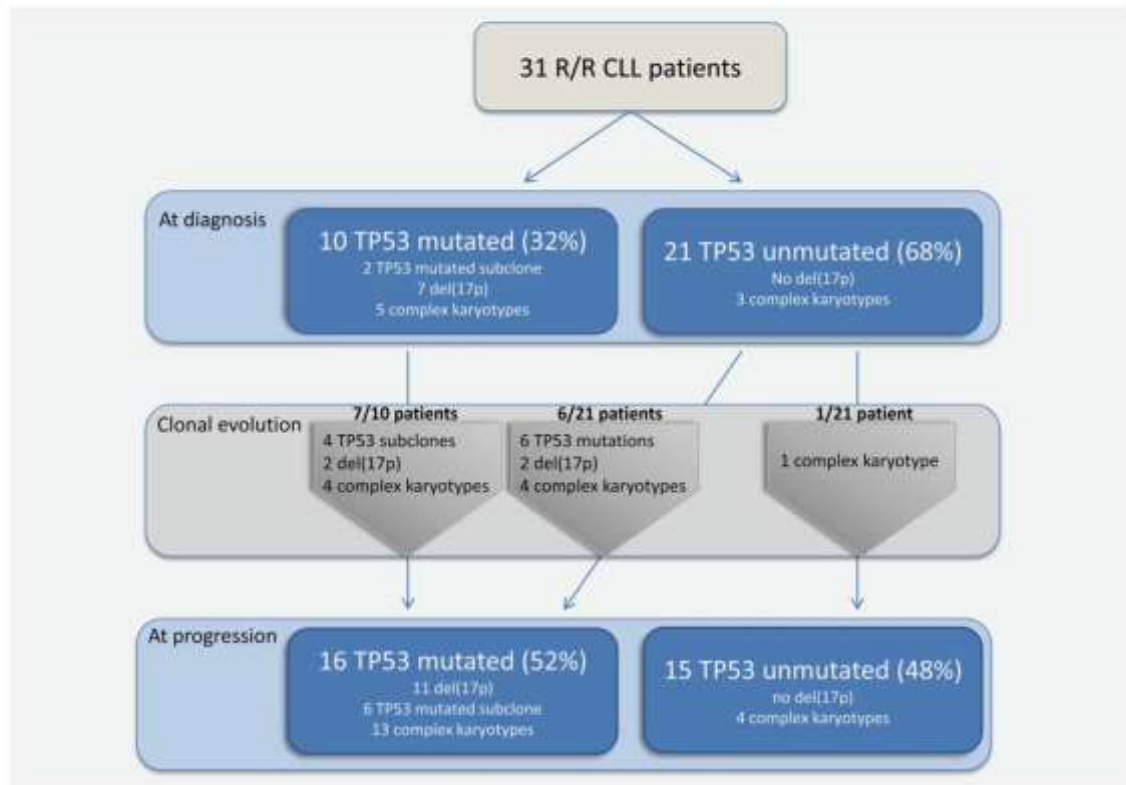 31 R/R CLL patients
At diagnosis
10 TP53 mutated (32%)
2 TP53 mutated subclone
7 del(17p)
5 complex karyotypes
21 TP53 unmutated (68%)
No del(17p)
3 complex karyotypes
Clonal evolution
7/10 patients
4 TP53 subclones
2 del(17p)
4 complex karyotypes
6/21 patients
6 TP53 mutations
2 del(17p)
4 complex karyotypes
1/21 patient
1 complex karyotype
At progression
16 TP53 mutated (52%)
11 del(17p)
6 TP53 mutated subclone
13 complex karyotypes
15 TP53 unmutated (48%)
no del(17p)
4 complex karyotypes